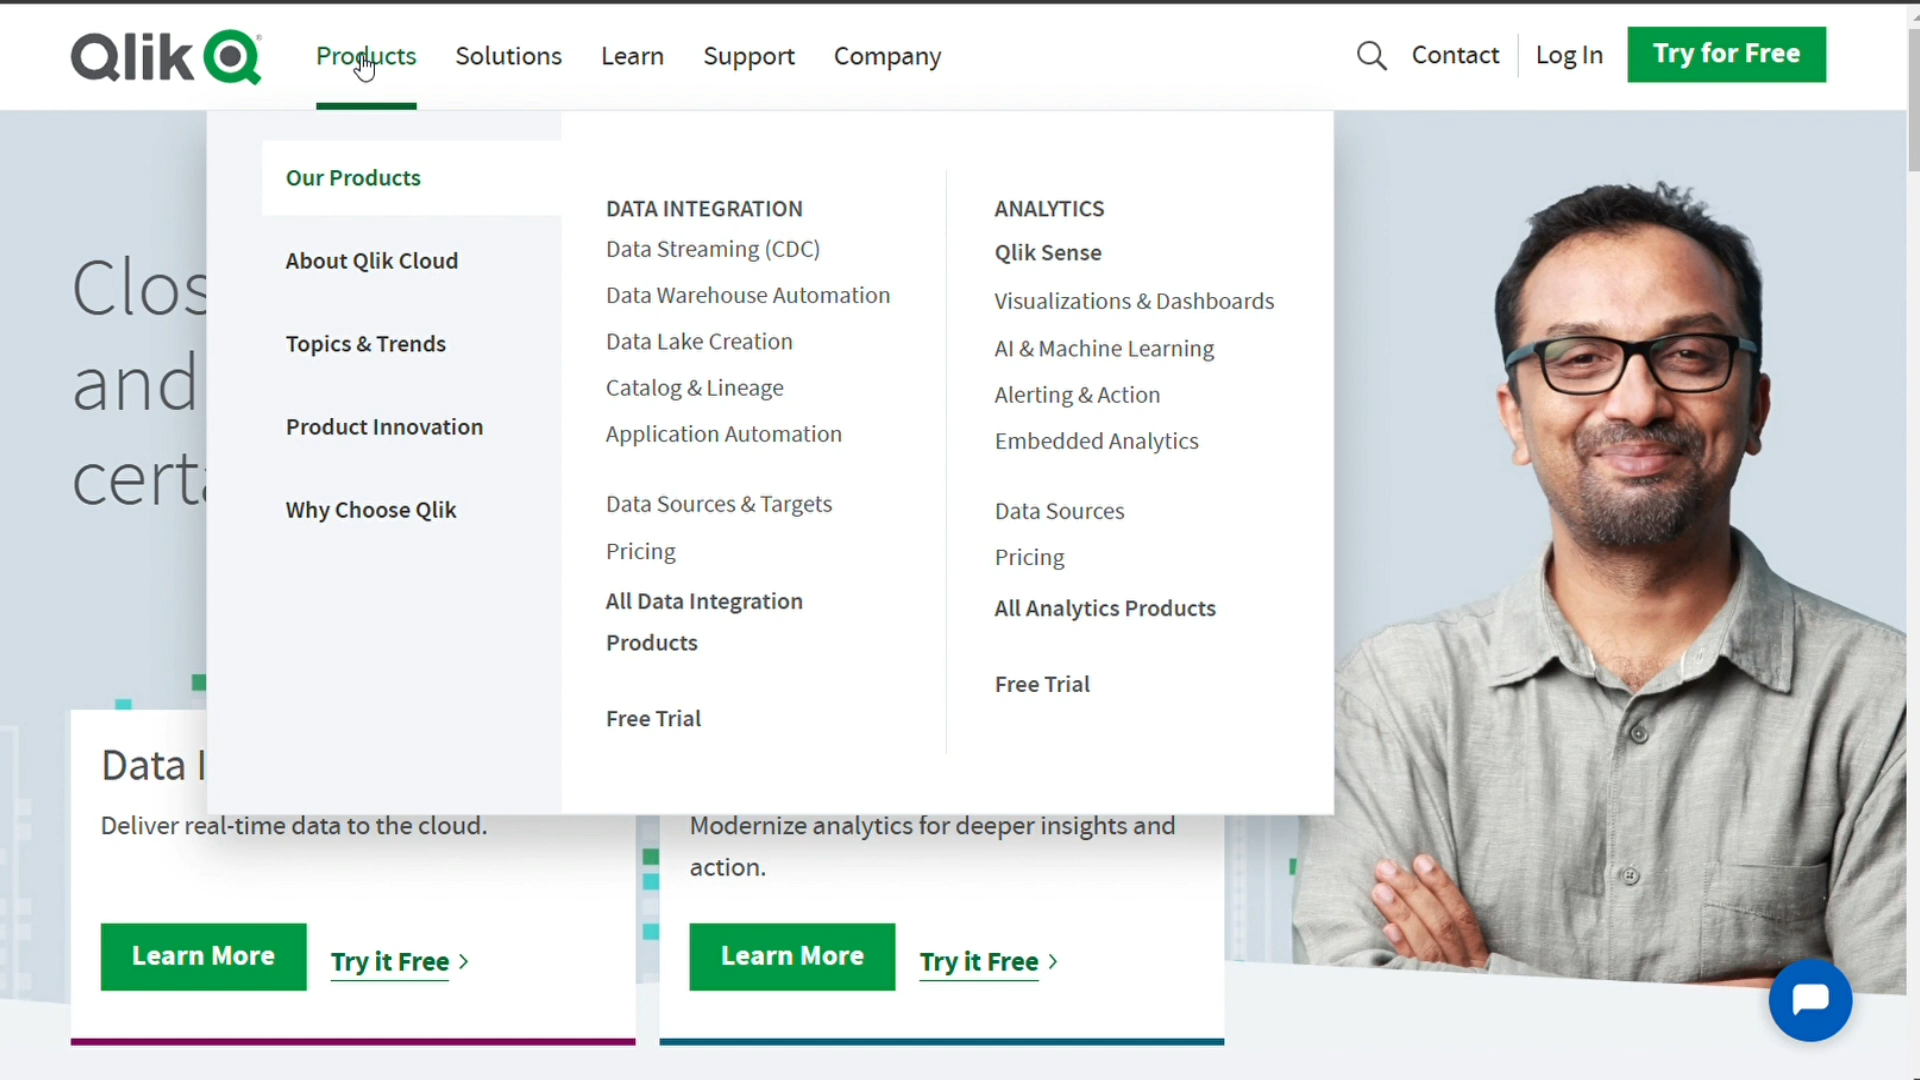 Qlik
Products
Solutions
Learn
Support
Company
Contact
Log In
Try for Free
Our Products
About Qlik Cloud
Topics & Trends
Product Innovation
Why Choose Qlik
DATA INTEGRATION
Data Streaming (CDC)
Data Warehouse Automation
Data Lake Creation
Catalog & Lineage
Application Automation
Data Sources & Targets
Pricing
All Data Integration
Products
Free Trial
ANALYTICS
Qlik Sense
Visualizations & Dashboards
AI & Machine Learning
Alerting & Action
Embedded Analytics
Data Sources
Pricing
All Analytics Products
Free Trial
and
Data
Deliver real-time data to the cloud.
Learn More
Try it Free >
Modernize analytics for deeper insights and
action.
Learn More
Try it Free >